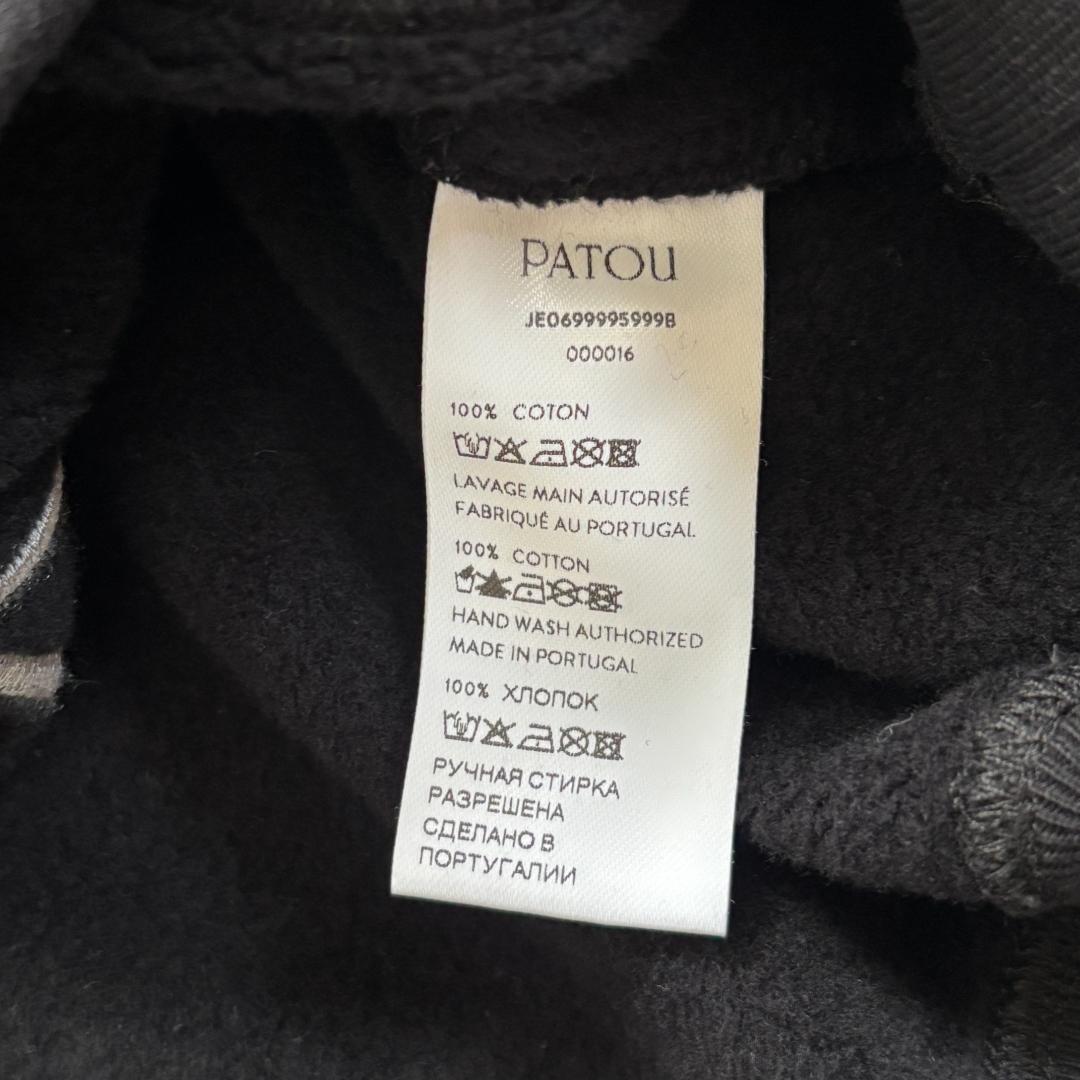 PATOU
JE0699995999B
000016
100% COTON
LAVAGE MAIN AUTORISÉ
FABRIQUÉ AU PORTUGAL
100% COTTON
HAND WASH AUTHORIZED
MADE IN PORTUGAL
100% ХЛОПОК
РУЧНАЯ СТИРКА
РАЗРЕШЕНА
СДЕЛАНО В
ПОРТУГАЛИИ